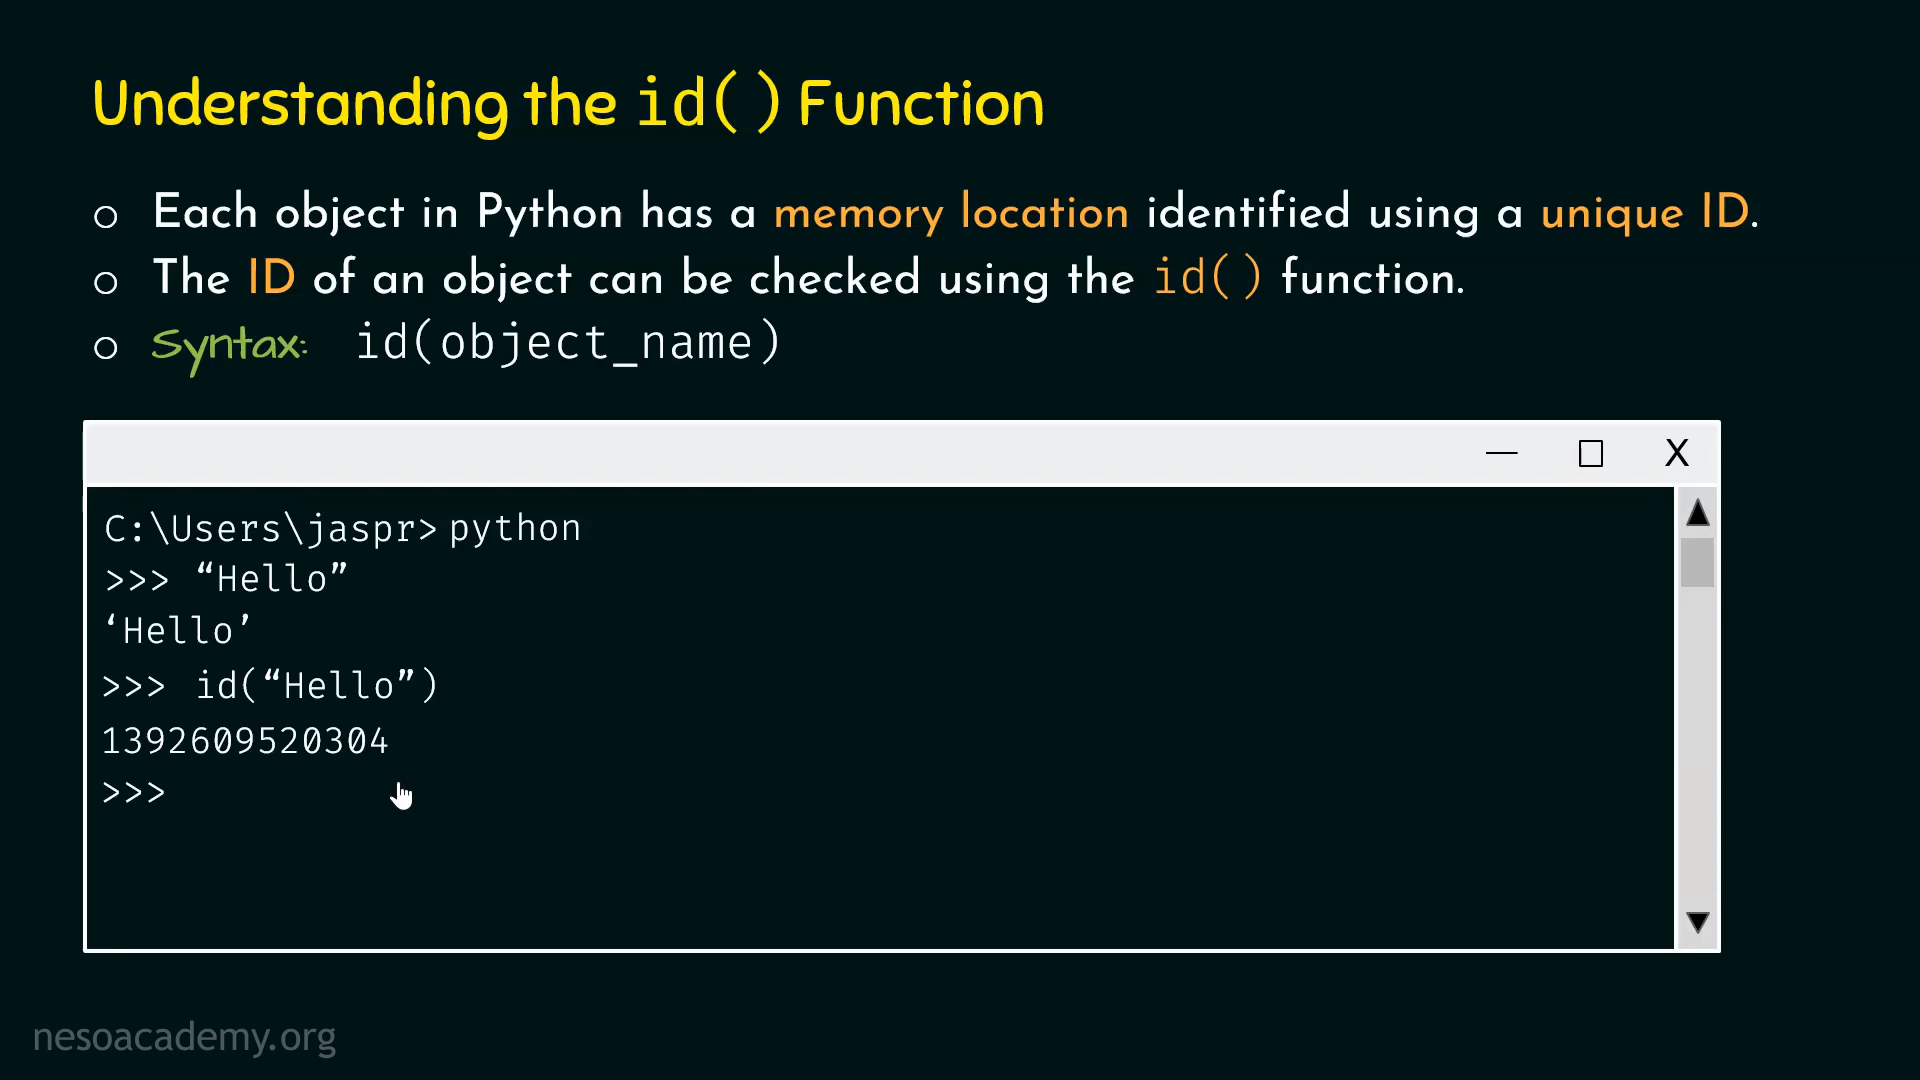 Understanding the id() Function
Each object in Python has a memory location identified using a unique ID.
The ID of an object can be checked using the id() function.
Syntax: id(object_name)
X
C:\Users\jaspr> python
>>> “Hello”
‘Hello’
>>> id(“Hello”)
1392609520304
>>>
nesoacademy.org